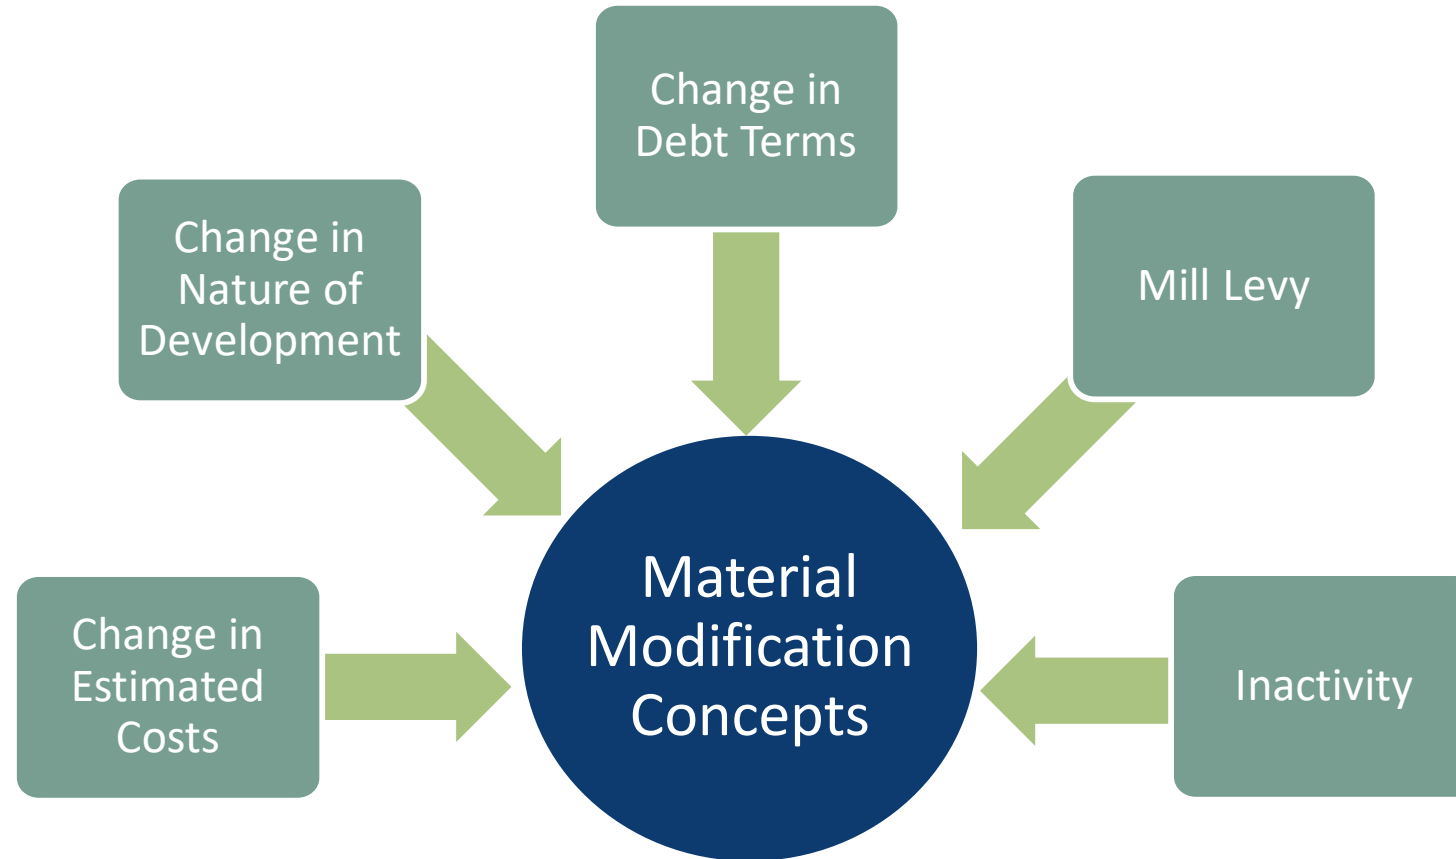 Change in
Debt Terms
Change in
Nature of
Development
Mill Levy
Material
Modification
Concepts
Change in
Estimated
Costs
Inactivity